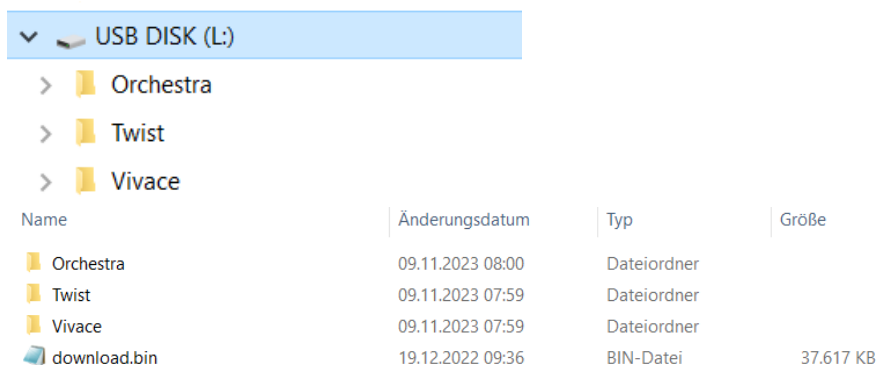 USB DISK (L:)
Orchestra
Twist
Vivace
Name Änderungsdatum Typ Größe
Orchestra 09.11.2023 08:00 Dateiordner
Twist 09.11.2023 07:59 Dateiordner
Vivace 09.11.2023 07:59 Dateiordner
download.bin 19.12.2022 09:36 BIN-Datei 37.617 KB